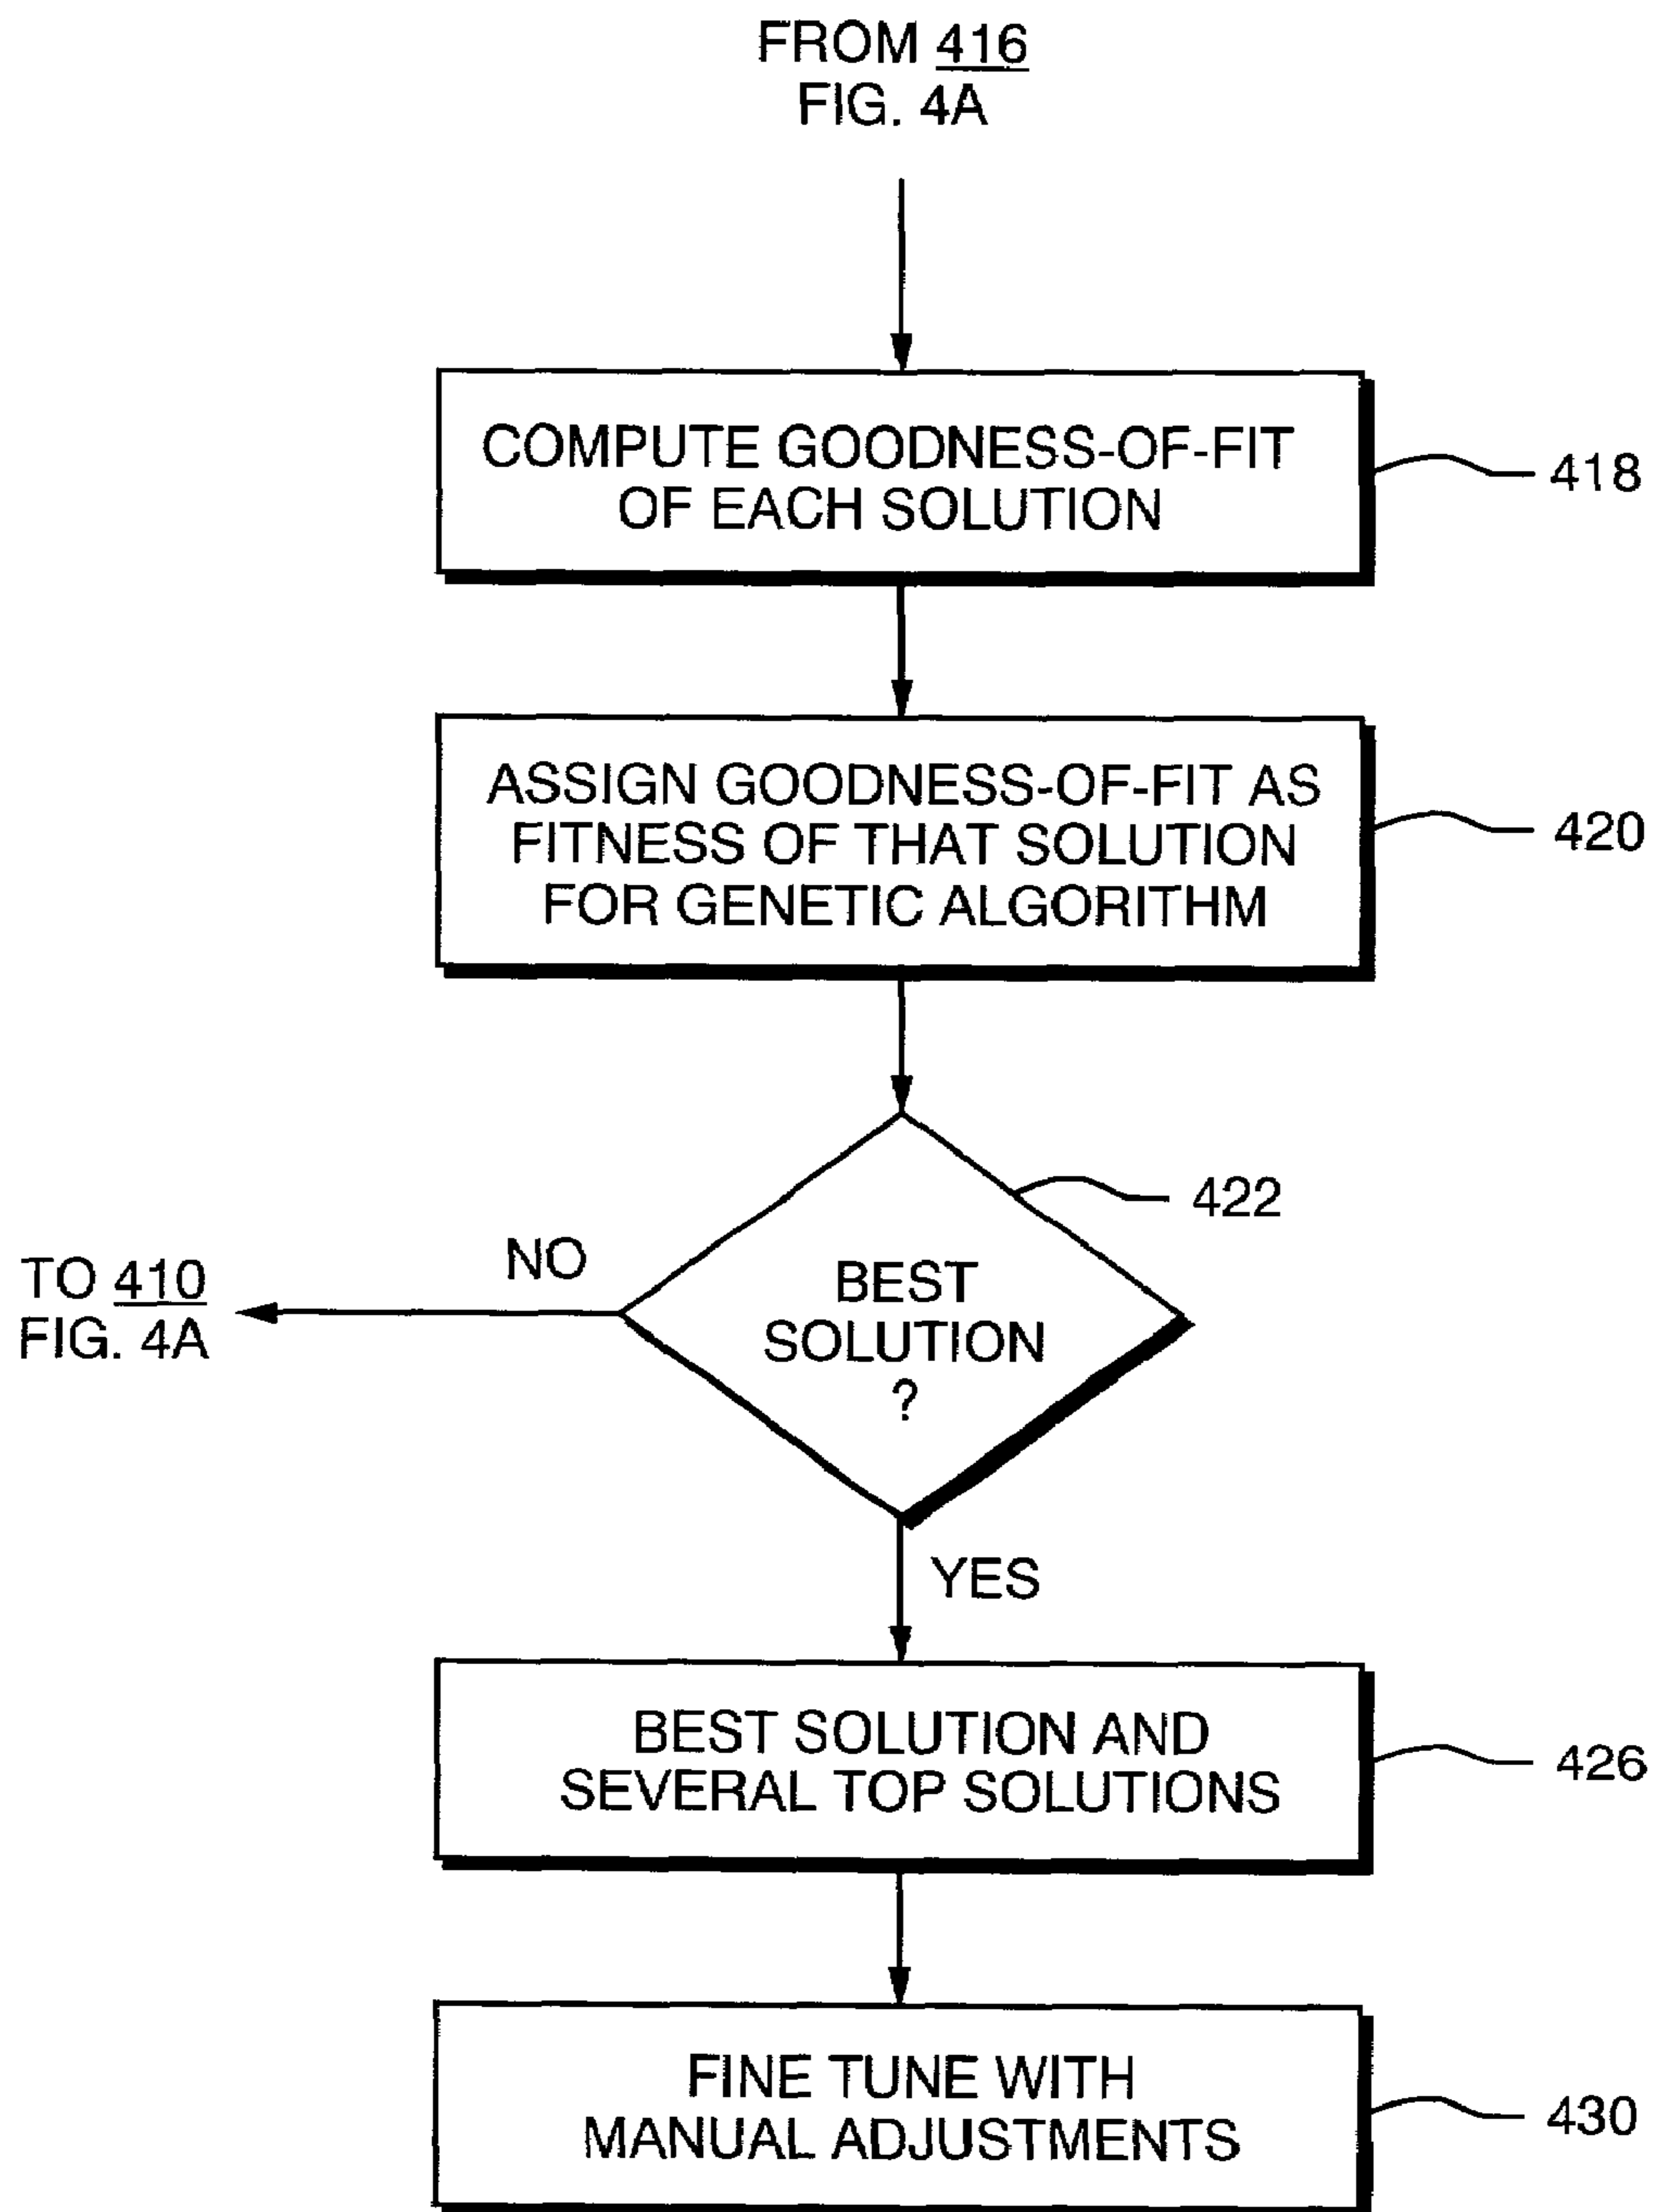 FROM 416
FIG. 4A
COMPUTE GOODNESS-OF-FIT
OF EACH SOLUTION
418
ASSIGN GOODNESS-OF-FIT AS
FITNESS OF THAT SOLUTION
FOR GENETIC ALGORITHM
420
422
NO
BEST
SOLUTION
?
TO 410
FIG. 4A
YES
BEST SOLUTION AND
SEVERAL TOP SOLUTIONS
426
FINE TUNE WITH
MANUAL ADJUSTMENTS
430